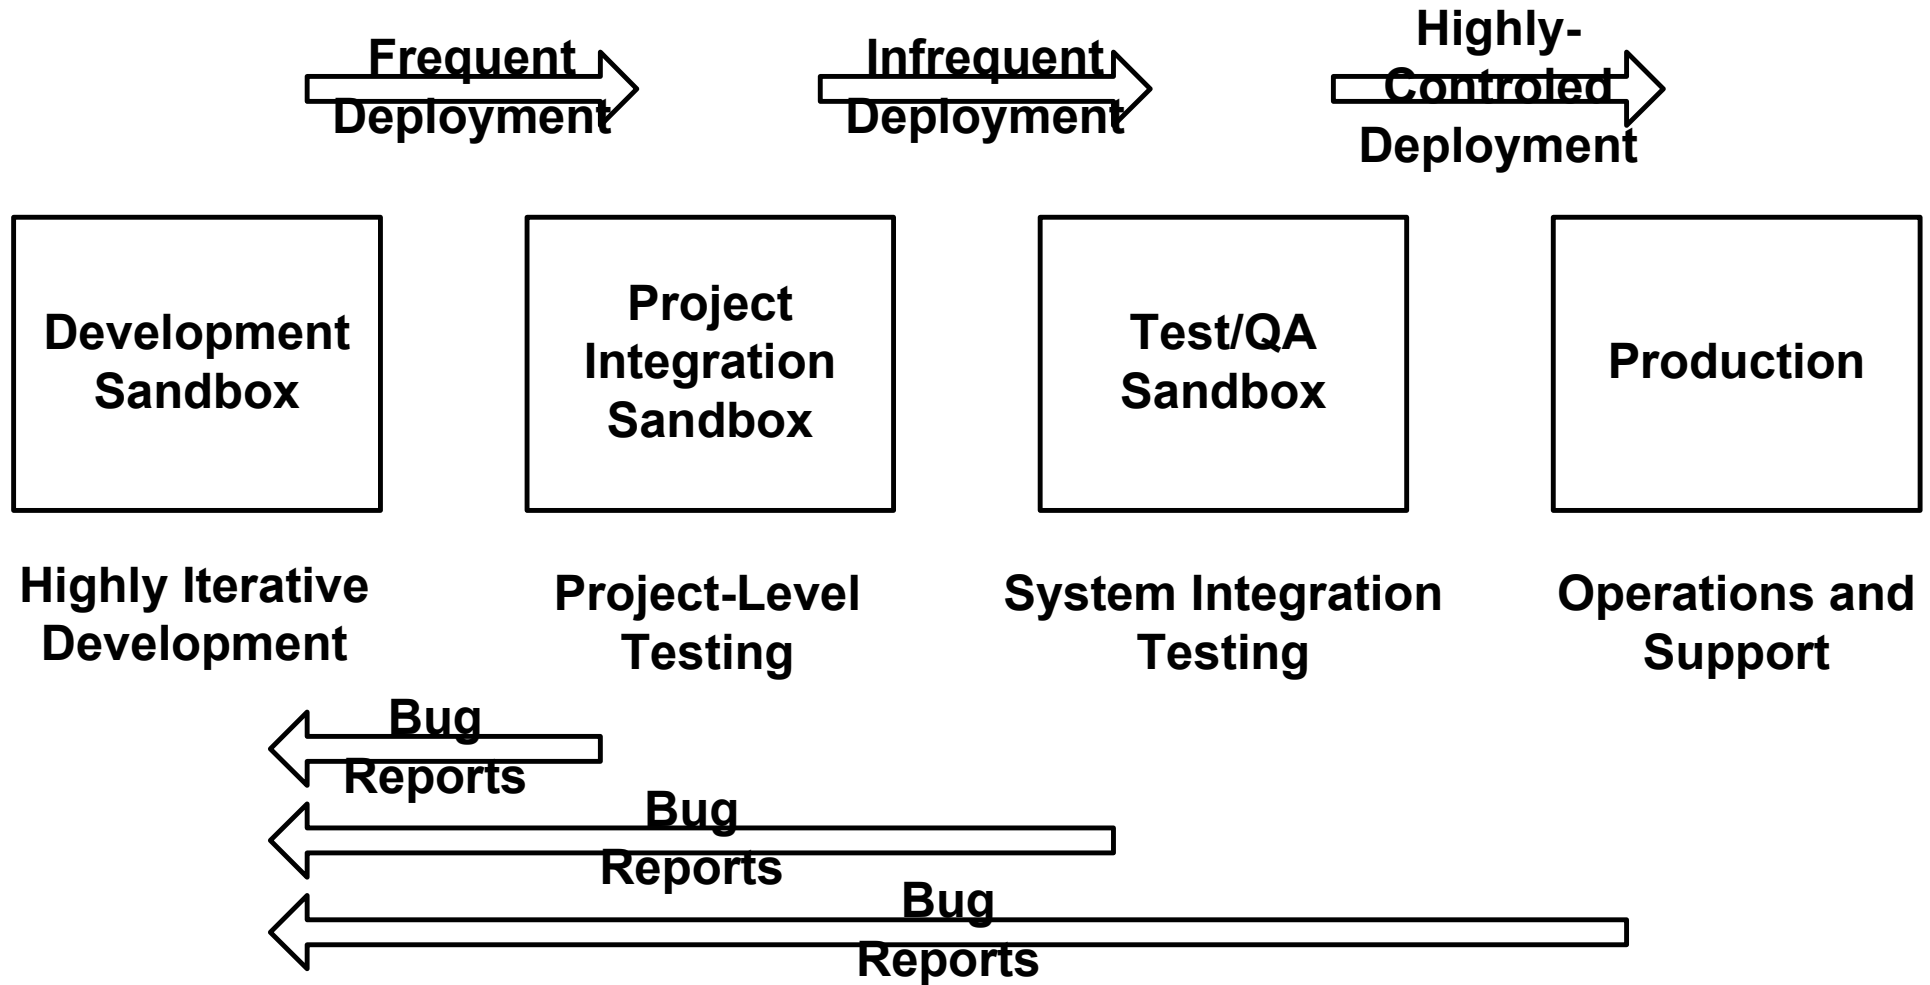 Frequent
Deployment
Infrequent
Deployment
Highly-
Controled
Deployment
Development
Sandbox
Project
Integration
Sandbox
Test/QA
Sandbox
Production
Highly Iterative
Development
Project-Level
Testing
System Integration
Testing
Operations and
Support
Bug
Reports
Bug
Reports
Bug
Reports